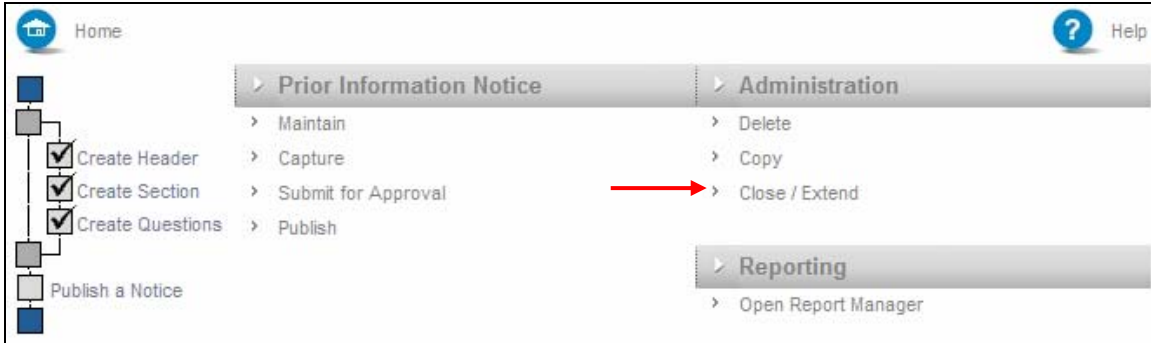 Home
? Help
Create Header
Create Section
Create Questions
Publish a Notice
Prior Information Notice
Maintain
Capture
Submit for Approval
Publish
Administration
Delete
Copy
Close / Extend
Reporting
Open Report Manager